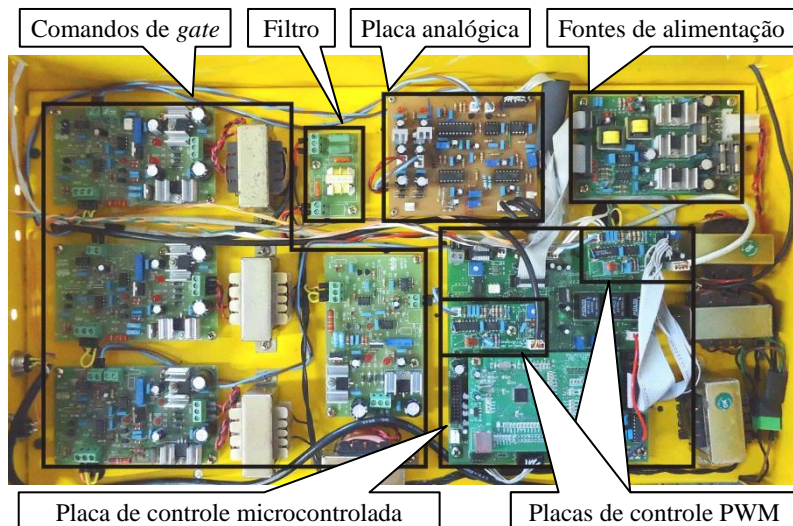 Comandos de gate
Filtro
Placa analógica
Fontes de alimentação
Placa de controle microcontrolada
Placas de controle PWM